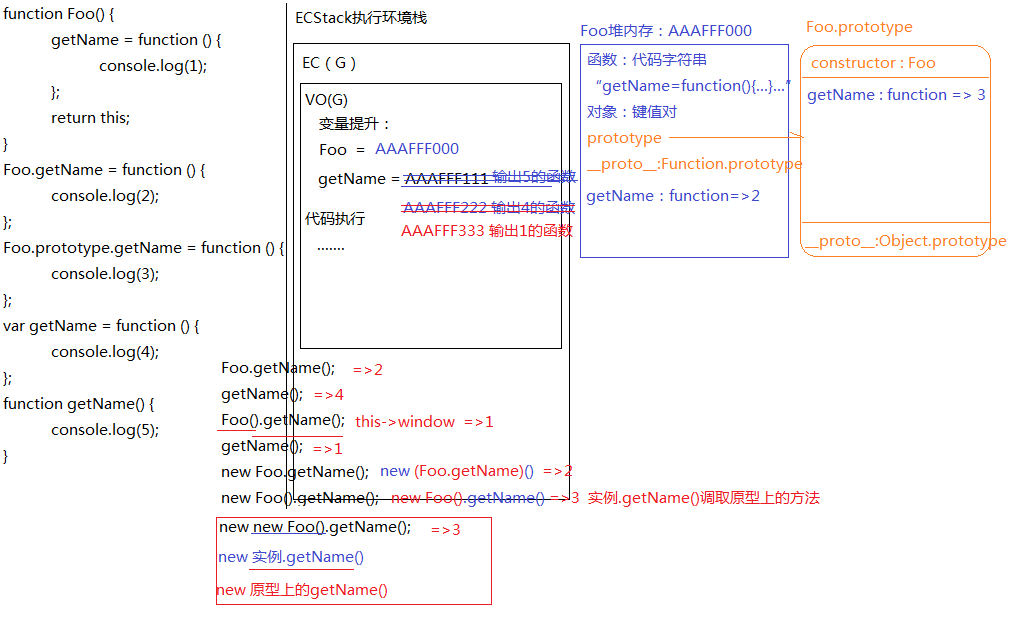 function Foo() {
getName = function () {
console.log(1);
};
return this;
}
Foo.getName = function () {
console.log(2);
};
Foo.prototype.getName = function () {
console.log(3);
};
var getName = function () {
console.log(4);
};
function getName() {
console.log(5);
}
ECStack执行环境栈
EC ( G )
VO(G)
变量提升：
Foo = AAAFFF000
getName = AAAFFF111 输出5的函数
AAAFFF222 输出4的函数
代码执行
AAAFFF333 输出1的函数
.......
Foo堆内存：AAAFFF000
函数：代码字符串
“getName=function(){...}...”
对象：键值对
prototype
__proto__:Function.prototype
getName : function=>2
Foo.prototype
constructor : Foo
getName : function => 3
__proto__:Object.prototype
Foo.getName(); =>2
getName(); =>4
Foo().getName(); this->window =>1
getName(); =>1
new Foo.getName(); new (Foo.getName)() =>2
new Foo().getName(); new Foo().getName() =>3 实例.getName()调取原型上的方法
new new Foo().getName(); =>3
new 实例.getName()
new 原型上的getName()